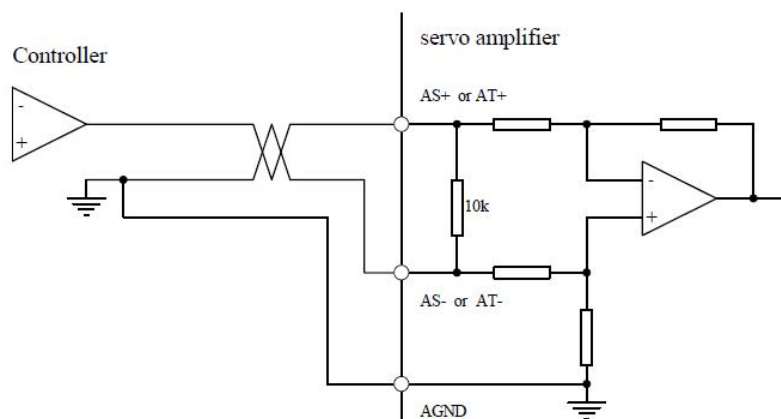 servo amplifier
Controller
AS+ or AT+
-
+
-
+
10k
AS- or AT-
AGND